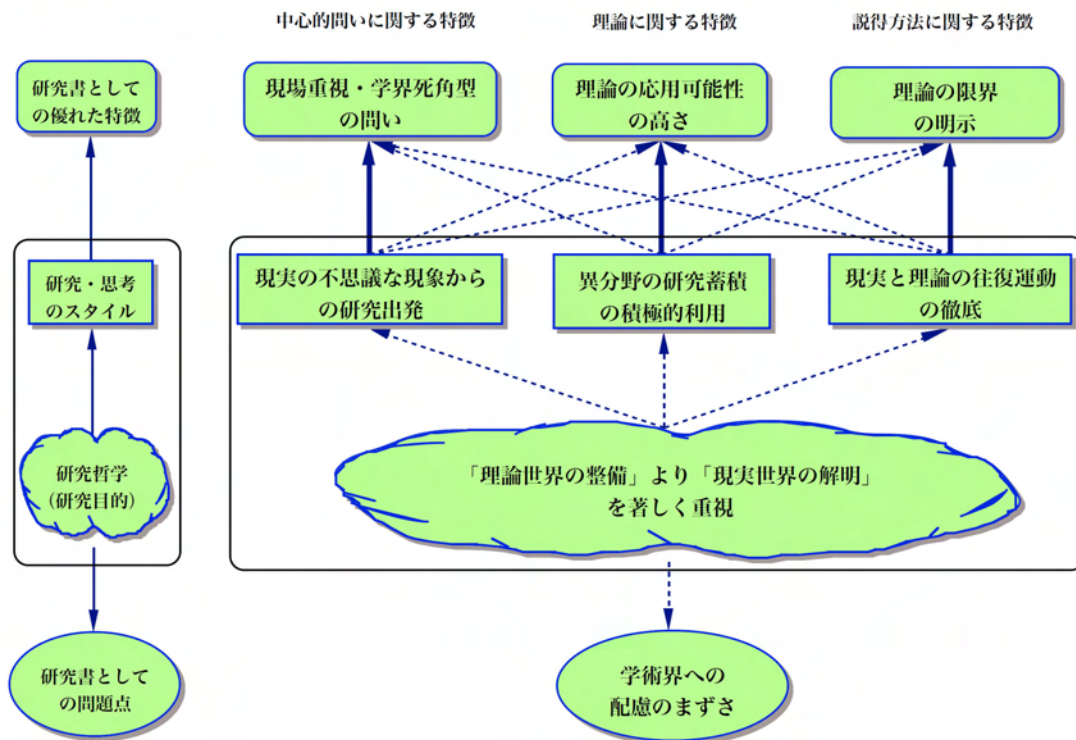 中心的問いに関する特徴
理論に関する特徴
説得方法に関する特徴
研究書として
の優れた特徴
現場重視・学界死角型
の問い
理論の応用可能性
の高さ
理論の限界
の明示
研究・思考
のスタイル
現実の不思議な現象から
の研究出発
異分野の研究蓄積
の積極的利用
現実と理論の往復運動
の徹底
研究哲学
（研究目的）
「理論世界の整備」より「現実世界の解明」
を著しく重視
研究書として
の問題点
学術界への
配慮のまずさ